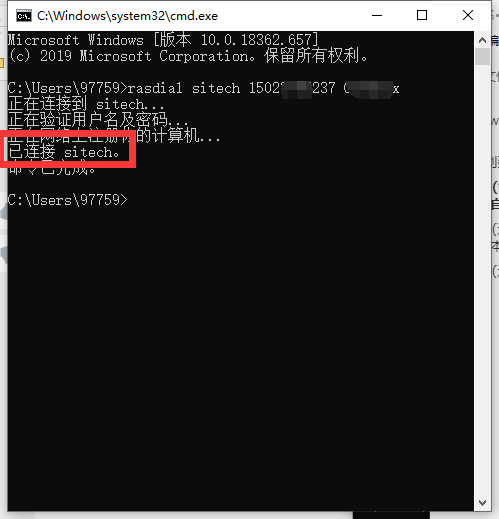 C:\Windows\system32\cmd.exe
Microsoft Windows [版本 10.0.18362.657]
(c) 2019 Microsoft Corporation。保留所有权利。
C:\Users\97759>rasdial sitech 1502 237 x
正在连接到 sitech...
正在验证用户名及密码...
正在网络上注册你的计算机...
已连接 sitech。
命令已完成。
C:\Users\97759>